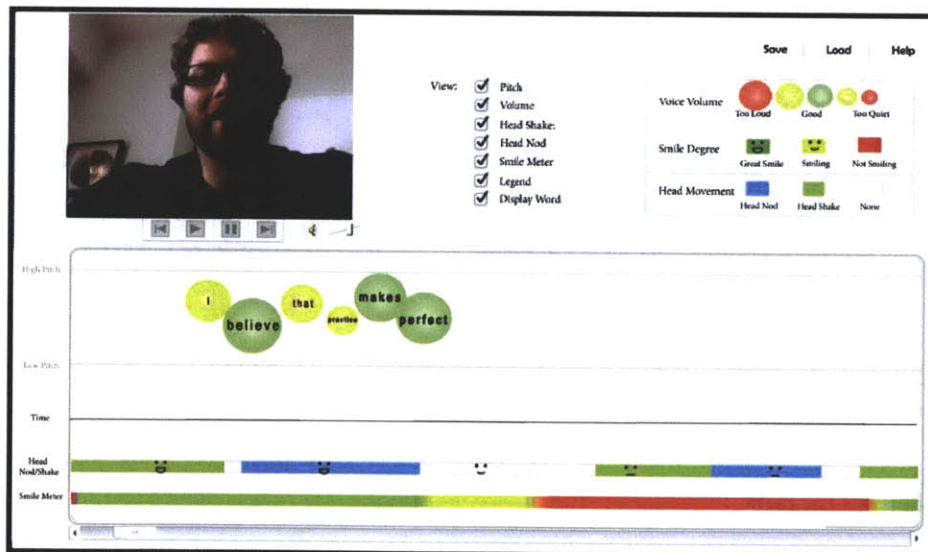 Save Load Help
View:
Pitch
Volume
Head Shake:
Head Nod
Smile Meter
Legend
Display Word
Voice Volume
Too Loud Good Too Quiet
Smile Degree
Great Smile Smiling Not Smiling
Head Movement
Head Nod Head Shake None
High Pitch
I believe that practice makes perfect
Low Pitch
Time
Head
Nod/Shake
Smile Meter